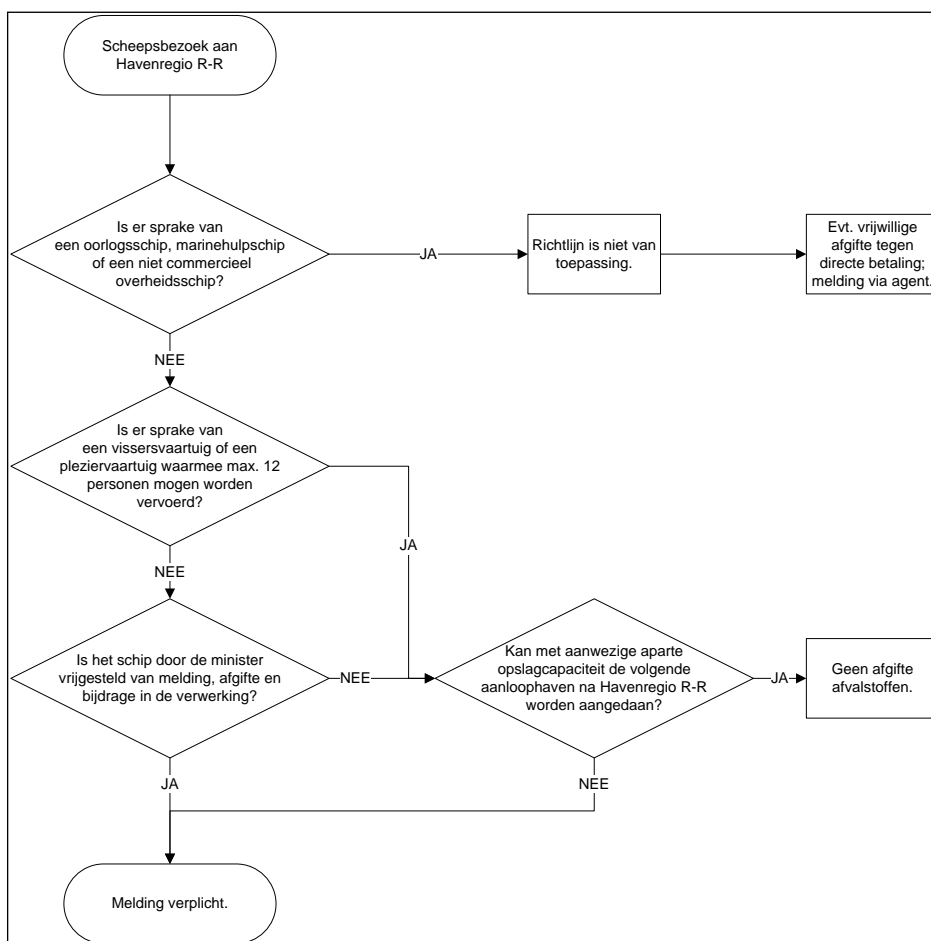 Scheepsbezoek aan
Havenregio R-R
Is er sprake van
een oorlogsschip, marinehulpschip
of een niet commercieel
overheidsschip?
JA
Richtlijn is niet van
toepassing.
Evt. vrijwillige
afgifte tegen
directe betaling;
melding via agent.
NEE
Is er sprake van
een vissersvaartuig of een
pleziervaartuig waarmee max. 12
personen mogen worden
vervoerd?
JA
NEE
Is het schip door de minister
vrijgesteld van melding, afgifte en
bijdrage in de verwerking?
NEE
Kan met aanwezige aparte
opslagcapaciteit de volgende
aanloophaven na Havenregio R-R
worden aangedaan?
JA
Geen afgifte
afvalstoffen.
JA
NEE
Melding verplicht.